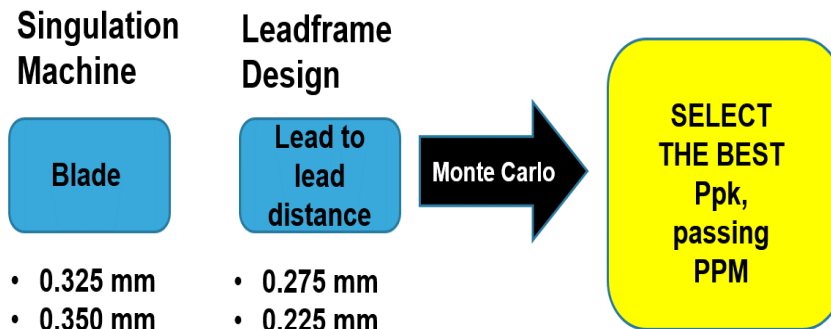 Singulation
Machine
Leadframe
Design
Blade
Lead to
lead
distance
Monte Carlo
SELECT
THE BEST
Ppk,
passing
PPM
• 0.325 mm
• 0.350 mm
• 0.275 mm
• 0.225 mm